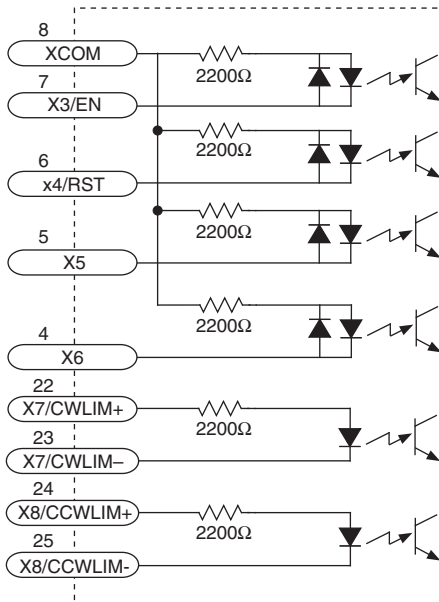 8
XCOM
2200Ω
7
X3/EN
2200Ω
6
x4/RST
2200Ω
5
X5
2200Ω
4
X6
22
X7/CWLIM+
2200Ω
23
X7/CWLIM–
24
X8/CCWLIM+
2200Ω
25
X8/CCWLIM-